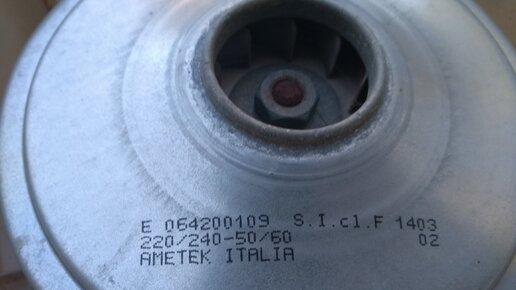 E 064200109 S.I.cl.F 1403
220/240-50/60 02
AMETEK ITALIA